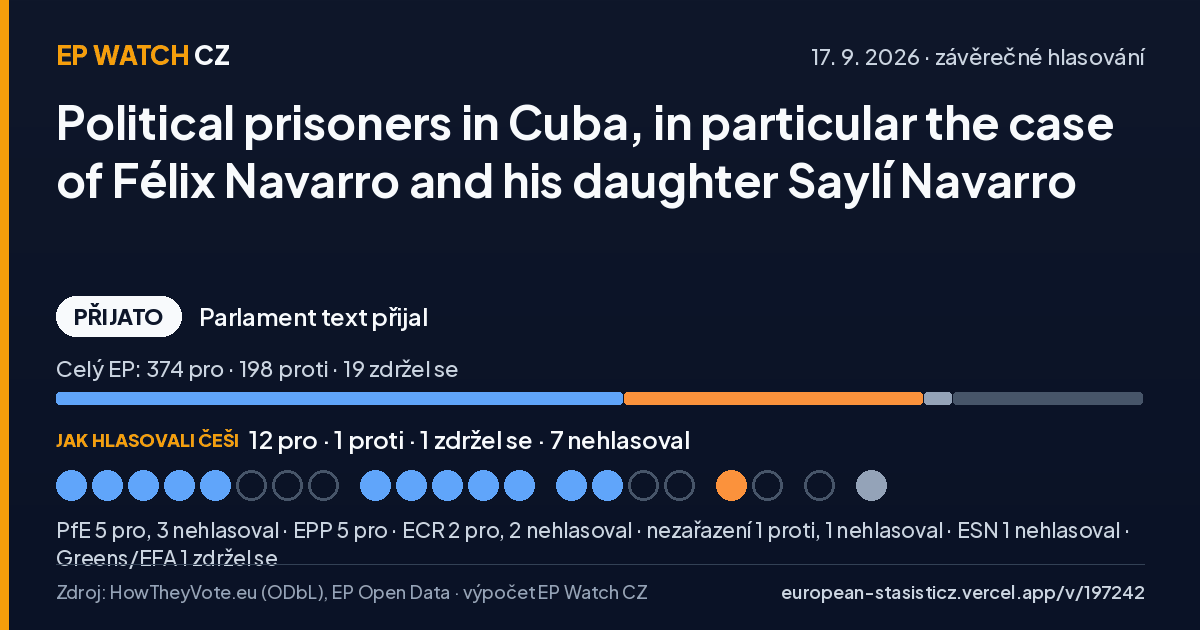 EP WATCH CZ
17. 9. 2026 · závěrečné hlasování
Political prisoners in Cuba, in particular the case
of Félix Navarro and his daughter Saylí Navarro
PŘIJATO Parlament text přijal
Celý EP: 374 pro · 198 proti · 19 zdržel se
JAK HLASOVALI ČEŠI 12 pro · 1 proti · 1 zdržel se · 7 nehlasoval
PfE 5 pro, 3 nehlasoval · EPP 5 pro · ECR 2 pro, 2 nehlasoval · nezařazení 1 proti, 1 nehlasoval · ESN 1 nehlasoval ·
Greens/EFA 1 zdržel se
Zdroj: HowTheyVote.eu (ODbL), EP Open Data · výpočet EP Watch CZ
european-stasisticz.vercel.app/v/197242